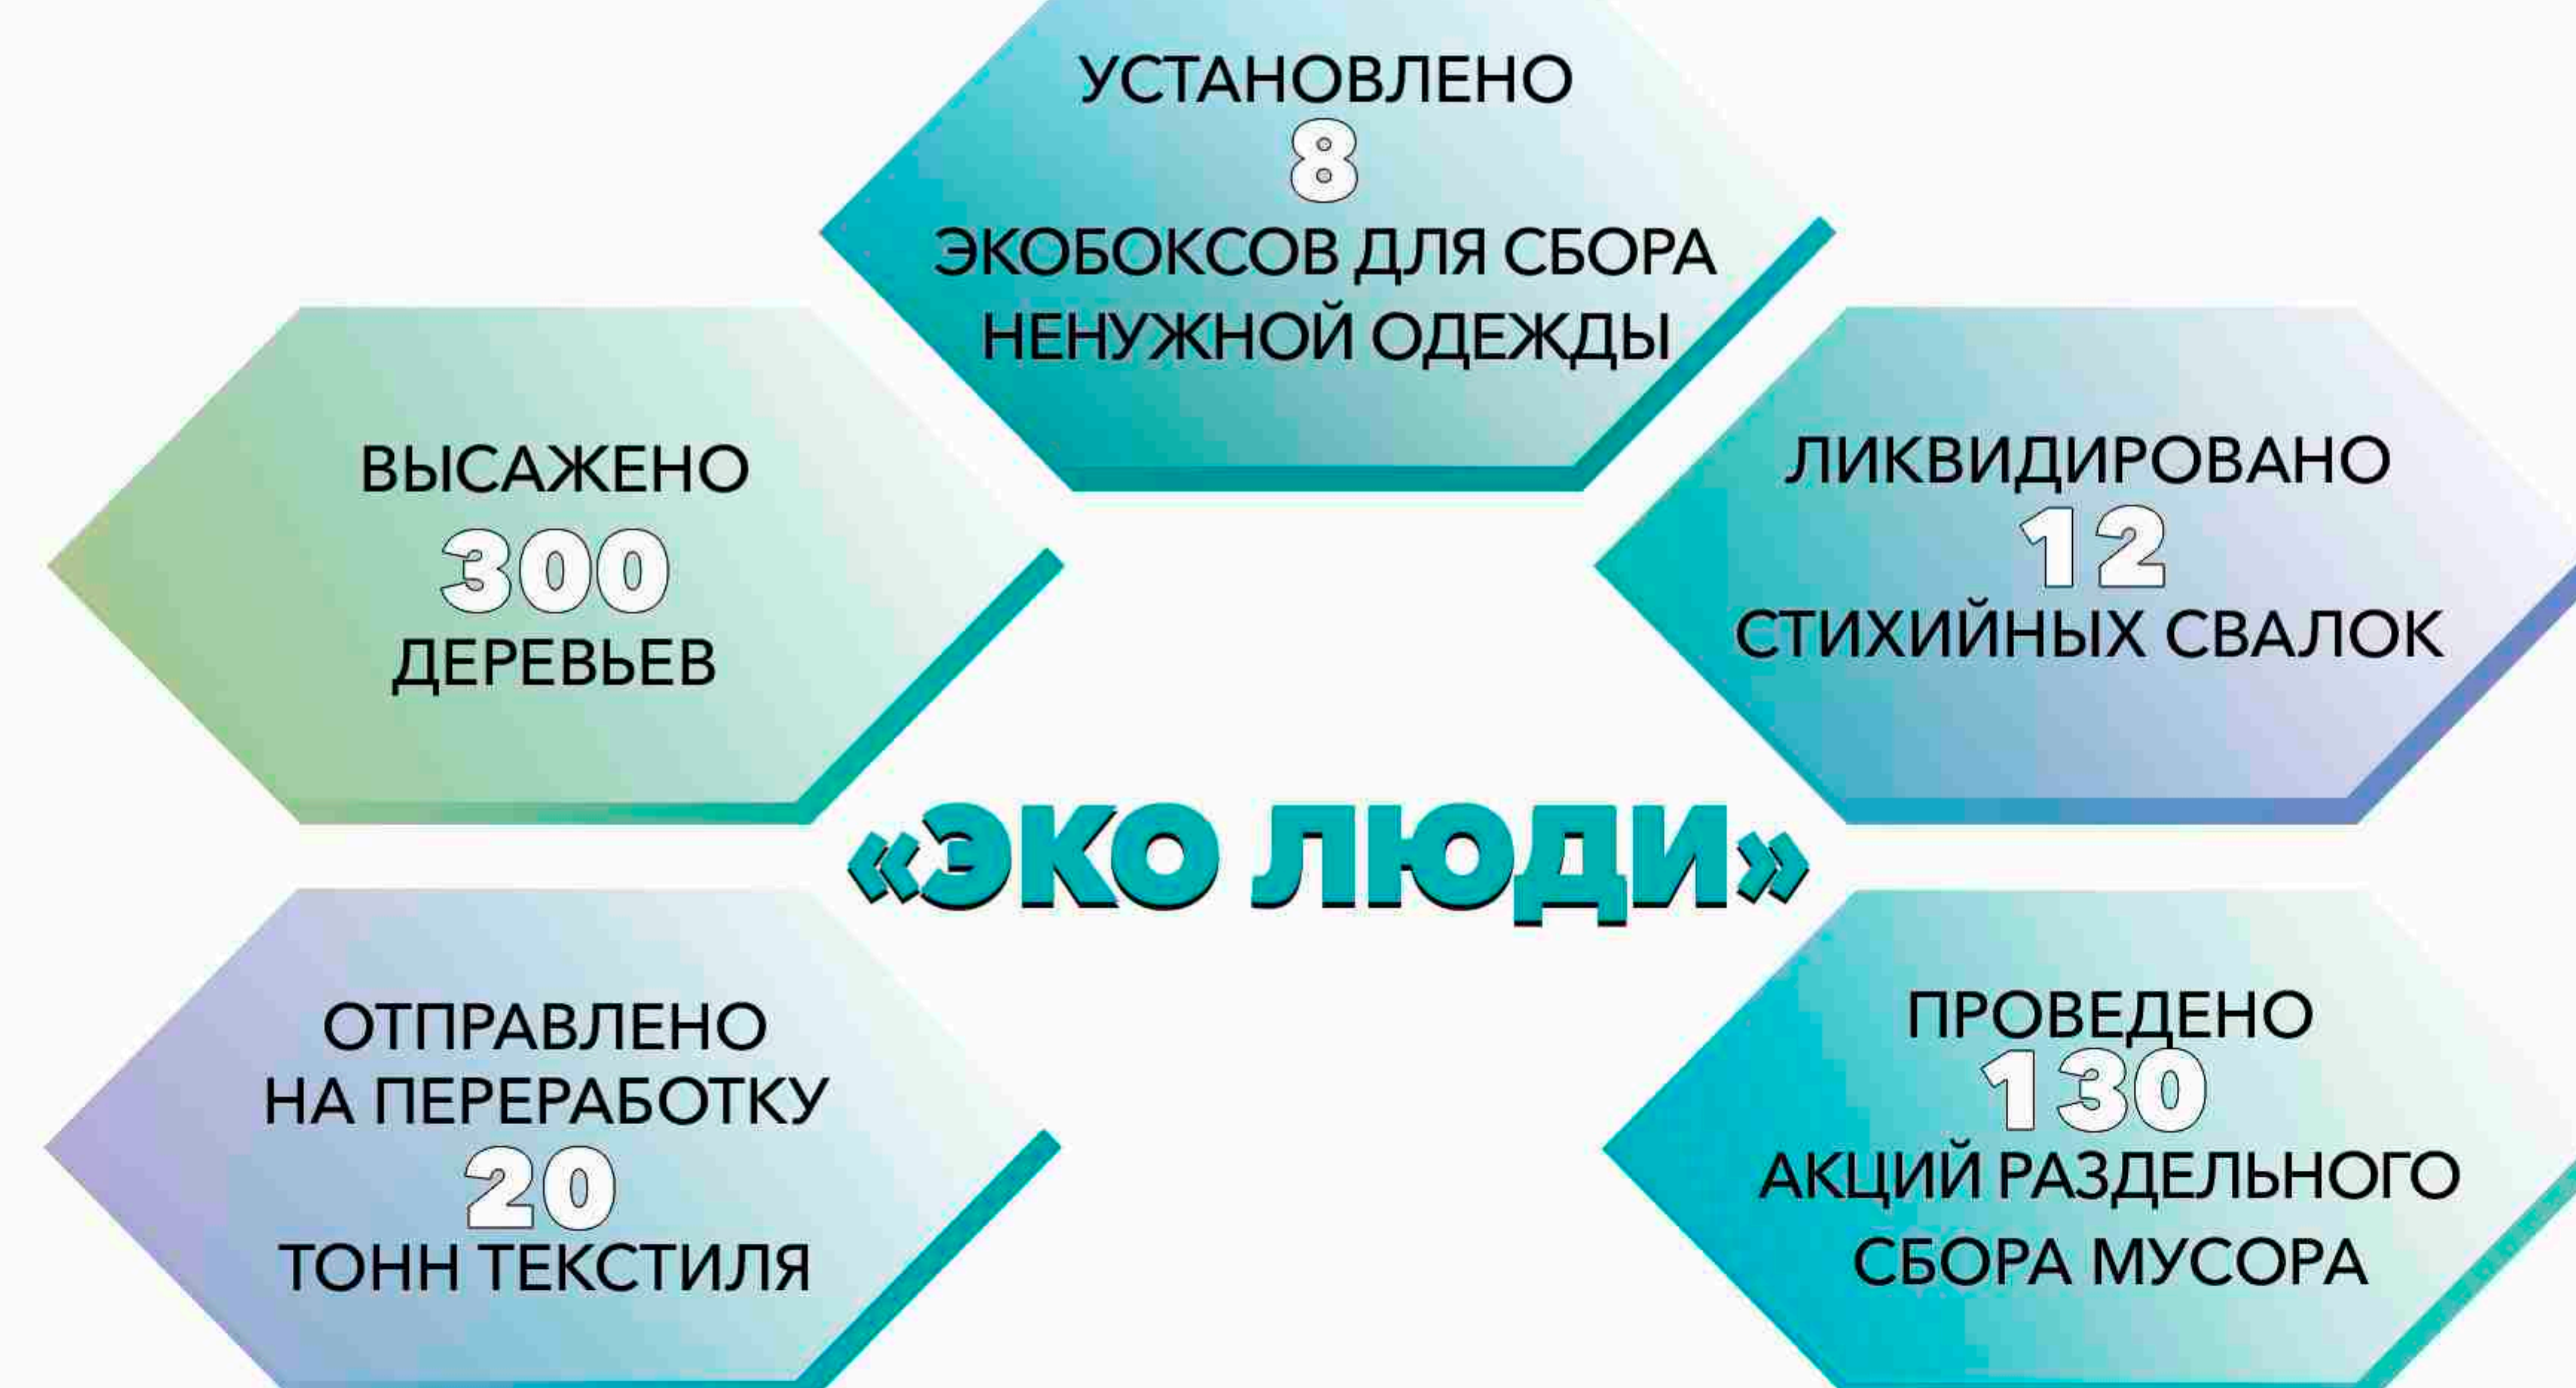 УСТАНОВЛЕНО
8
ЭКОБОКСОВ ДЛЯ СБОРА
НЕНУЖНОЙ ОДЕЖДЫ
ВЫСАЖЕНО
300
ДЕРЕВЬЕВ
ЛИКВИДИРОВАНО
12
СТИХИЙНЫХ СВАЛОК
«ЭКО ЛЮДИ»
ОТПРАВЛЕНО
НА ПЕРЕРАБОТКУ
20
ТОНН ТЕКСТИЛЯ
ПРОВЕДЕНО
130
АКЦИЙ РАЗДЕЛЬНОГО
СБОРА МУСОРА